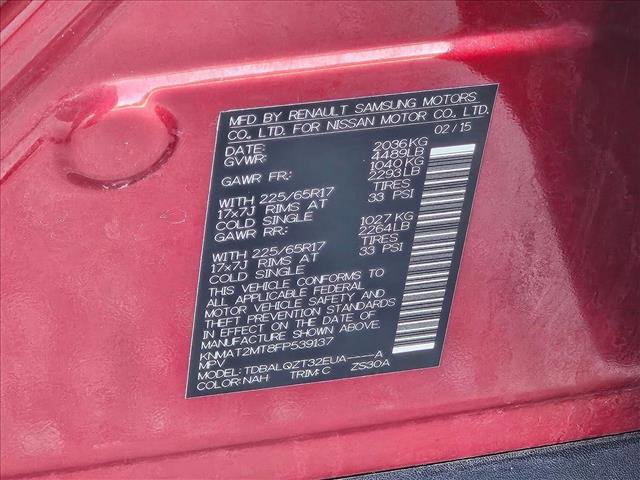 MFD BY RENAULT SAMSUNG MOTORS
CO., LTD. FOR NISSAN MOTOR CO., LTD.
DATE: 02/15
GVWR: 2036KG
4489LB
GAWR FR: 1040KG
2293LB
WITH 225/65R17 TIRES
17x7J RIMS AT 33 PSI
COLD SINGLE
GAWR RR: 1027KG
2264LB
WITH 225/65R17 TIRES
17x7J RIMS AT 33 PSI
COLD SINGLE
THIS VEHICLE CONFORMS TO
ALL APPLICABLE FEDERAL
MOTOR VEHICLE SAFETY AND
THEFT PREVENTION STANDARDS
IN EFFECT ON THE DATE OF
MANUFACTURE SHOWN ABOVE.
KNMAT2MT8FP539137
MPV
MODEL: TDBALQZT32EUA----A
COLOR: NAH TRIM: C ZS30A